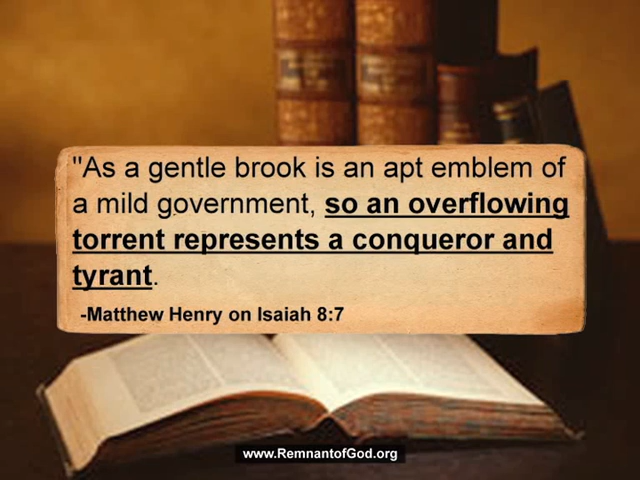 "As a gentle brook is an apt emblem of
a mild government, so an overflowing
torrent represents a conqueror and
tyrant.
-Matthew Henry on Isaiah 8:7
www.RemnantofGod.org